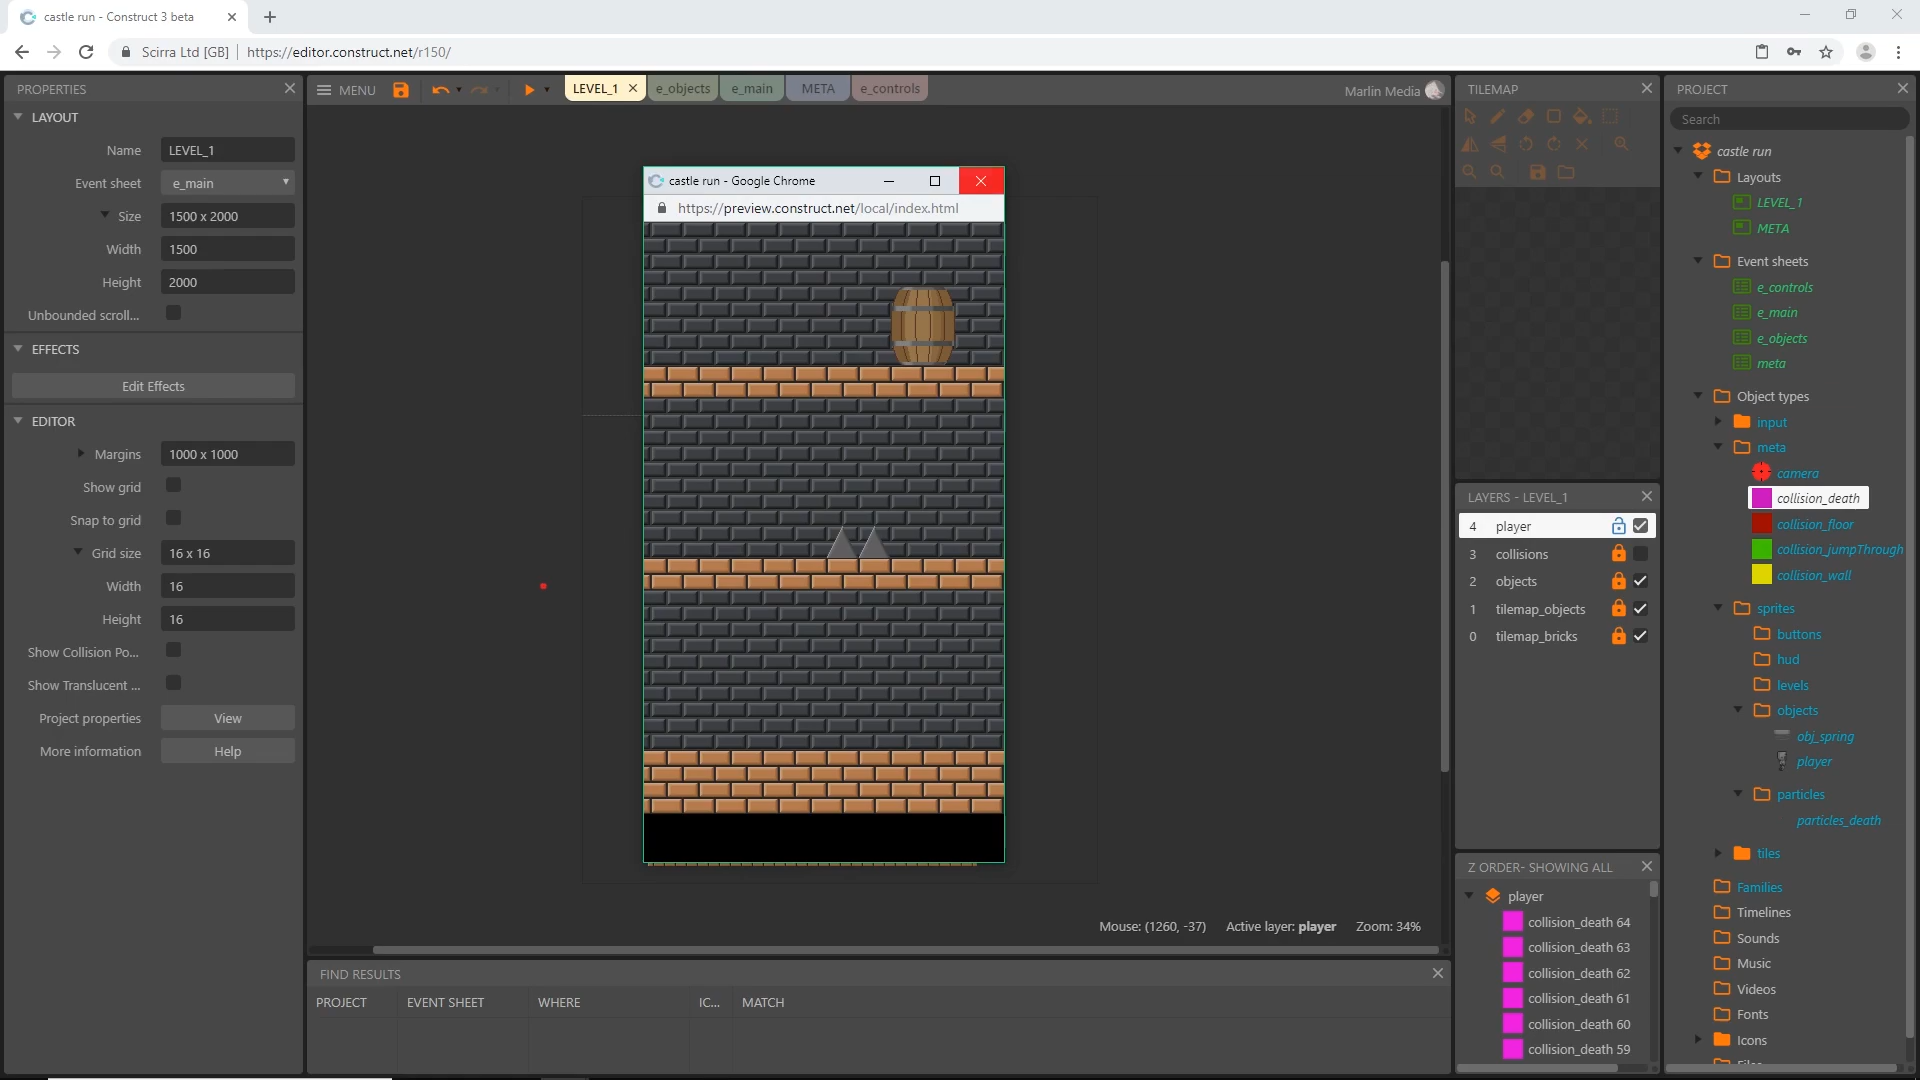 castle run - Construct 3 beta
Scirra Ltd [GB] https://editor.construct.net/r150/
PROPERTIES
LAYOUT
Name LEVEL_1
Event sheet e_main
Size 1500 x 2000
Width 1500
Height 2000
Unbounded scroll...
EFFECTS
Edit Effects
EDITOR
Margins 1000 x 1000
Show grid
Snap to grid
Grid size 16 x 16
Width 16
Height 16
Show Collision Po...
Show Translucent ...
Project properties View
More information Help
MENU
LEVEL_1 e_objects e_main META e_controls
Marlin Media
castle run - Google Chrome
https://preview.construct.net/local/index.html
Mouse: (1260, -37) Active layer: player Zoom: 34%
FIND RESULTS
PROJECT EVENT SHEET WHERE IC... MATCH
TILEMAP
LAYERS - LEVEL_1
4 player
3 collisions
2 objects
1 tilemap_objects
0 tilemap_bricks
Z ORDER- SHOWING ALL
player
collision_death 64
collision_death 63
collision_death 62
collision_death 61
collision_death 60
collision_death 59
PROJECT
Search
castle run
Layouts
LEVEL_1
META
Event sheets
e_controls
e_main
e_objects
meta
Object types
input
meta
camera
collision_death
collision_floor
collision_jumpThrough
collision_wall
sprites
buttons
hud
levels
objects
obj_spring
player
particles
particles_death
tiles
Families
Timelines
Sounds
Music
Videos
Fonts
Icons